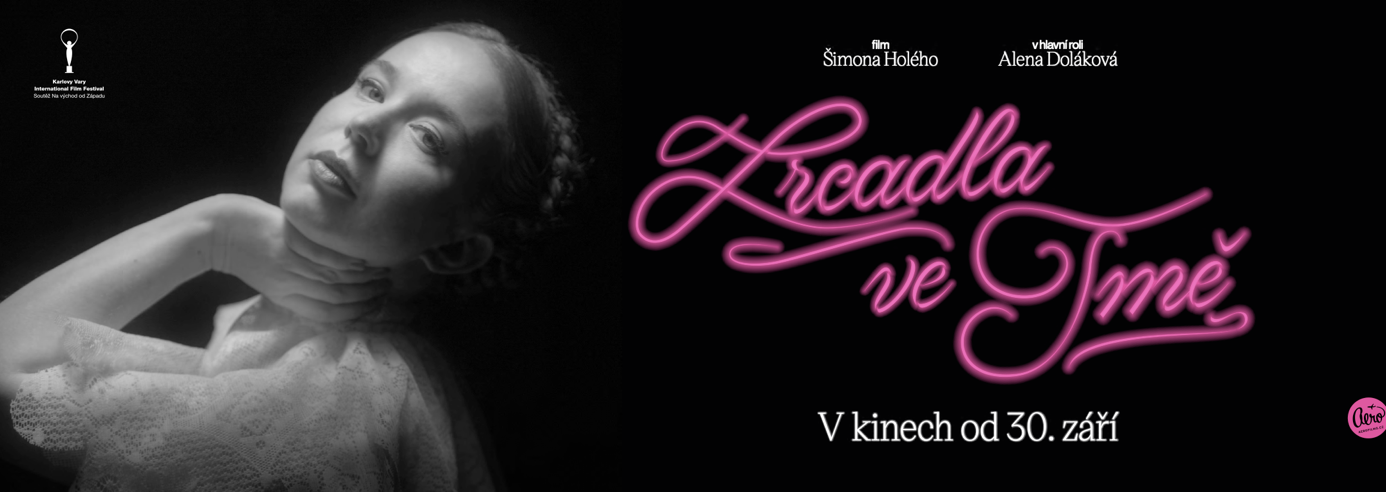 Karlovy Vary
International Film Festival
Soutěž Na východ od Západu
film
Šimona Holého
v hlavní roli
Alena Doláková
Zrcadla
ve Tmě
V kinech od 30. září
Aero